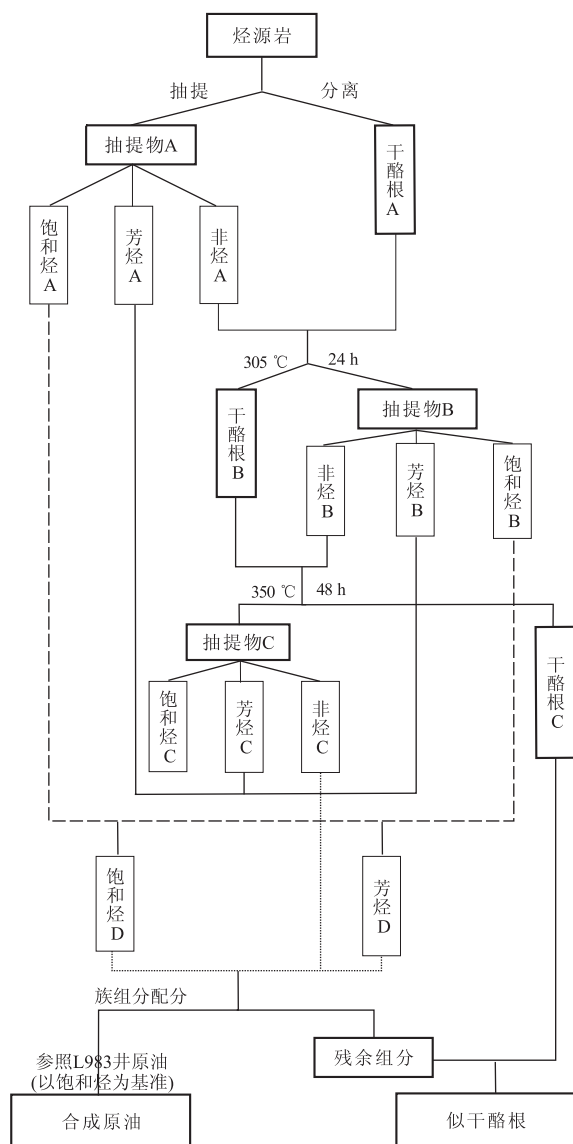 烃源岩
抽提
分离
抽提物A
干酪根A
饱和烃A
芳烃A
非烃A
305 ℃
24 h
干酪根B
抽提物B
非烃B
芳烃B
饱和烃B
350 ℃
48 h
抽提物C
干酪根C
饱和烃C
芳烃C
非烃C
饱和烃D
芳烃D
族组分配分
参照L983井原油
(以饱和烃为基准)
残余组分
合成原油
似干酪根